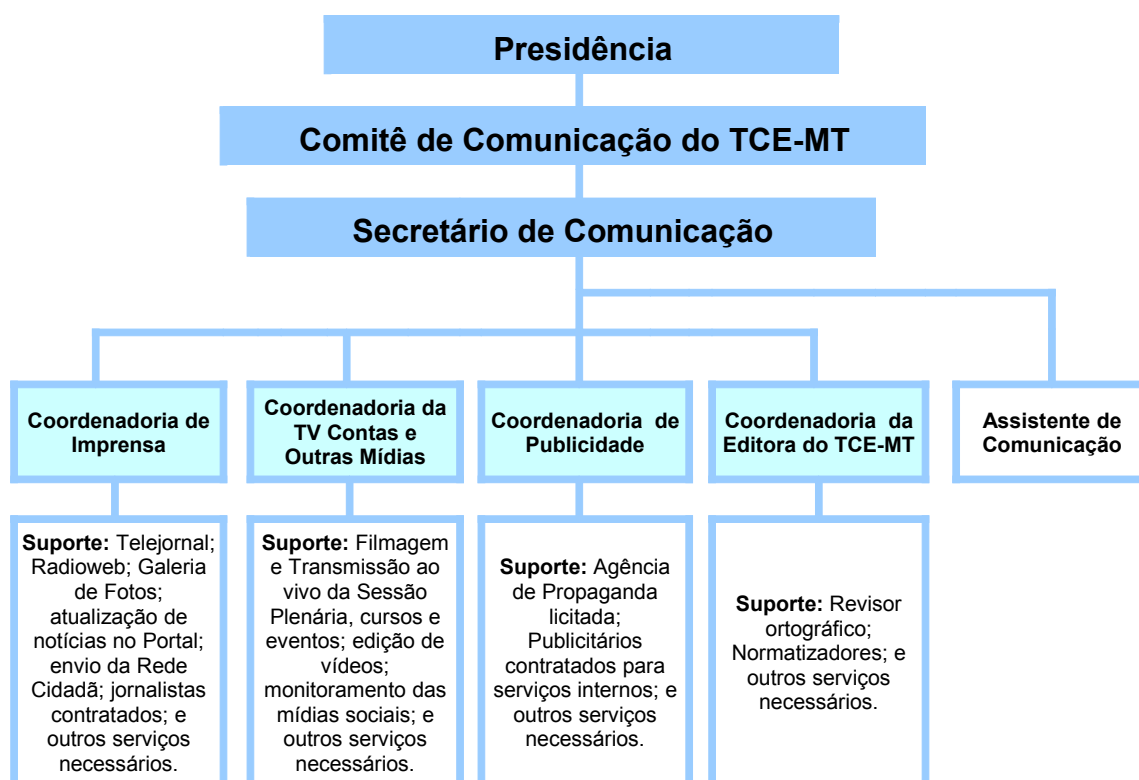 Presidência
Comitê de Comunicação do TCE-MT
Secretário de Comunicação
Coordenadoria de
Imprensa
Coordenadoria da
TV Contas e
Outras Mídias
Coordenadoria de
Publicidade
Coordenadoria da
Editora do TCE-MT
Assistente de
Comunicação
Suporte: Telejornal;
Radioweb; Galeria
de Fotos;
atualização de
notícias no Portal;
envio da Rede
Cidadã; jornalistas
contratados; e
outros serviços
necessários.
Suporte: Filmagem
e Transmissão ao
vivo da Sessão
Plenária, cursos e
eventos; edição de
vídeos;
monitoramento das
mídias sociais; e
outros serviços
necessários.
Suporte: Agência
de Propaganda
licitada;
Publicitários
contratados para
serviços internos; e
outros serviços
necessários.
Suporte: Revisor
ortográfico;
Normatizadores; e
outros serviços
necessários.